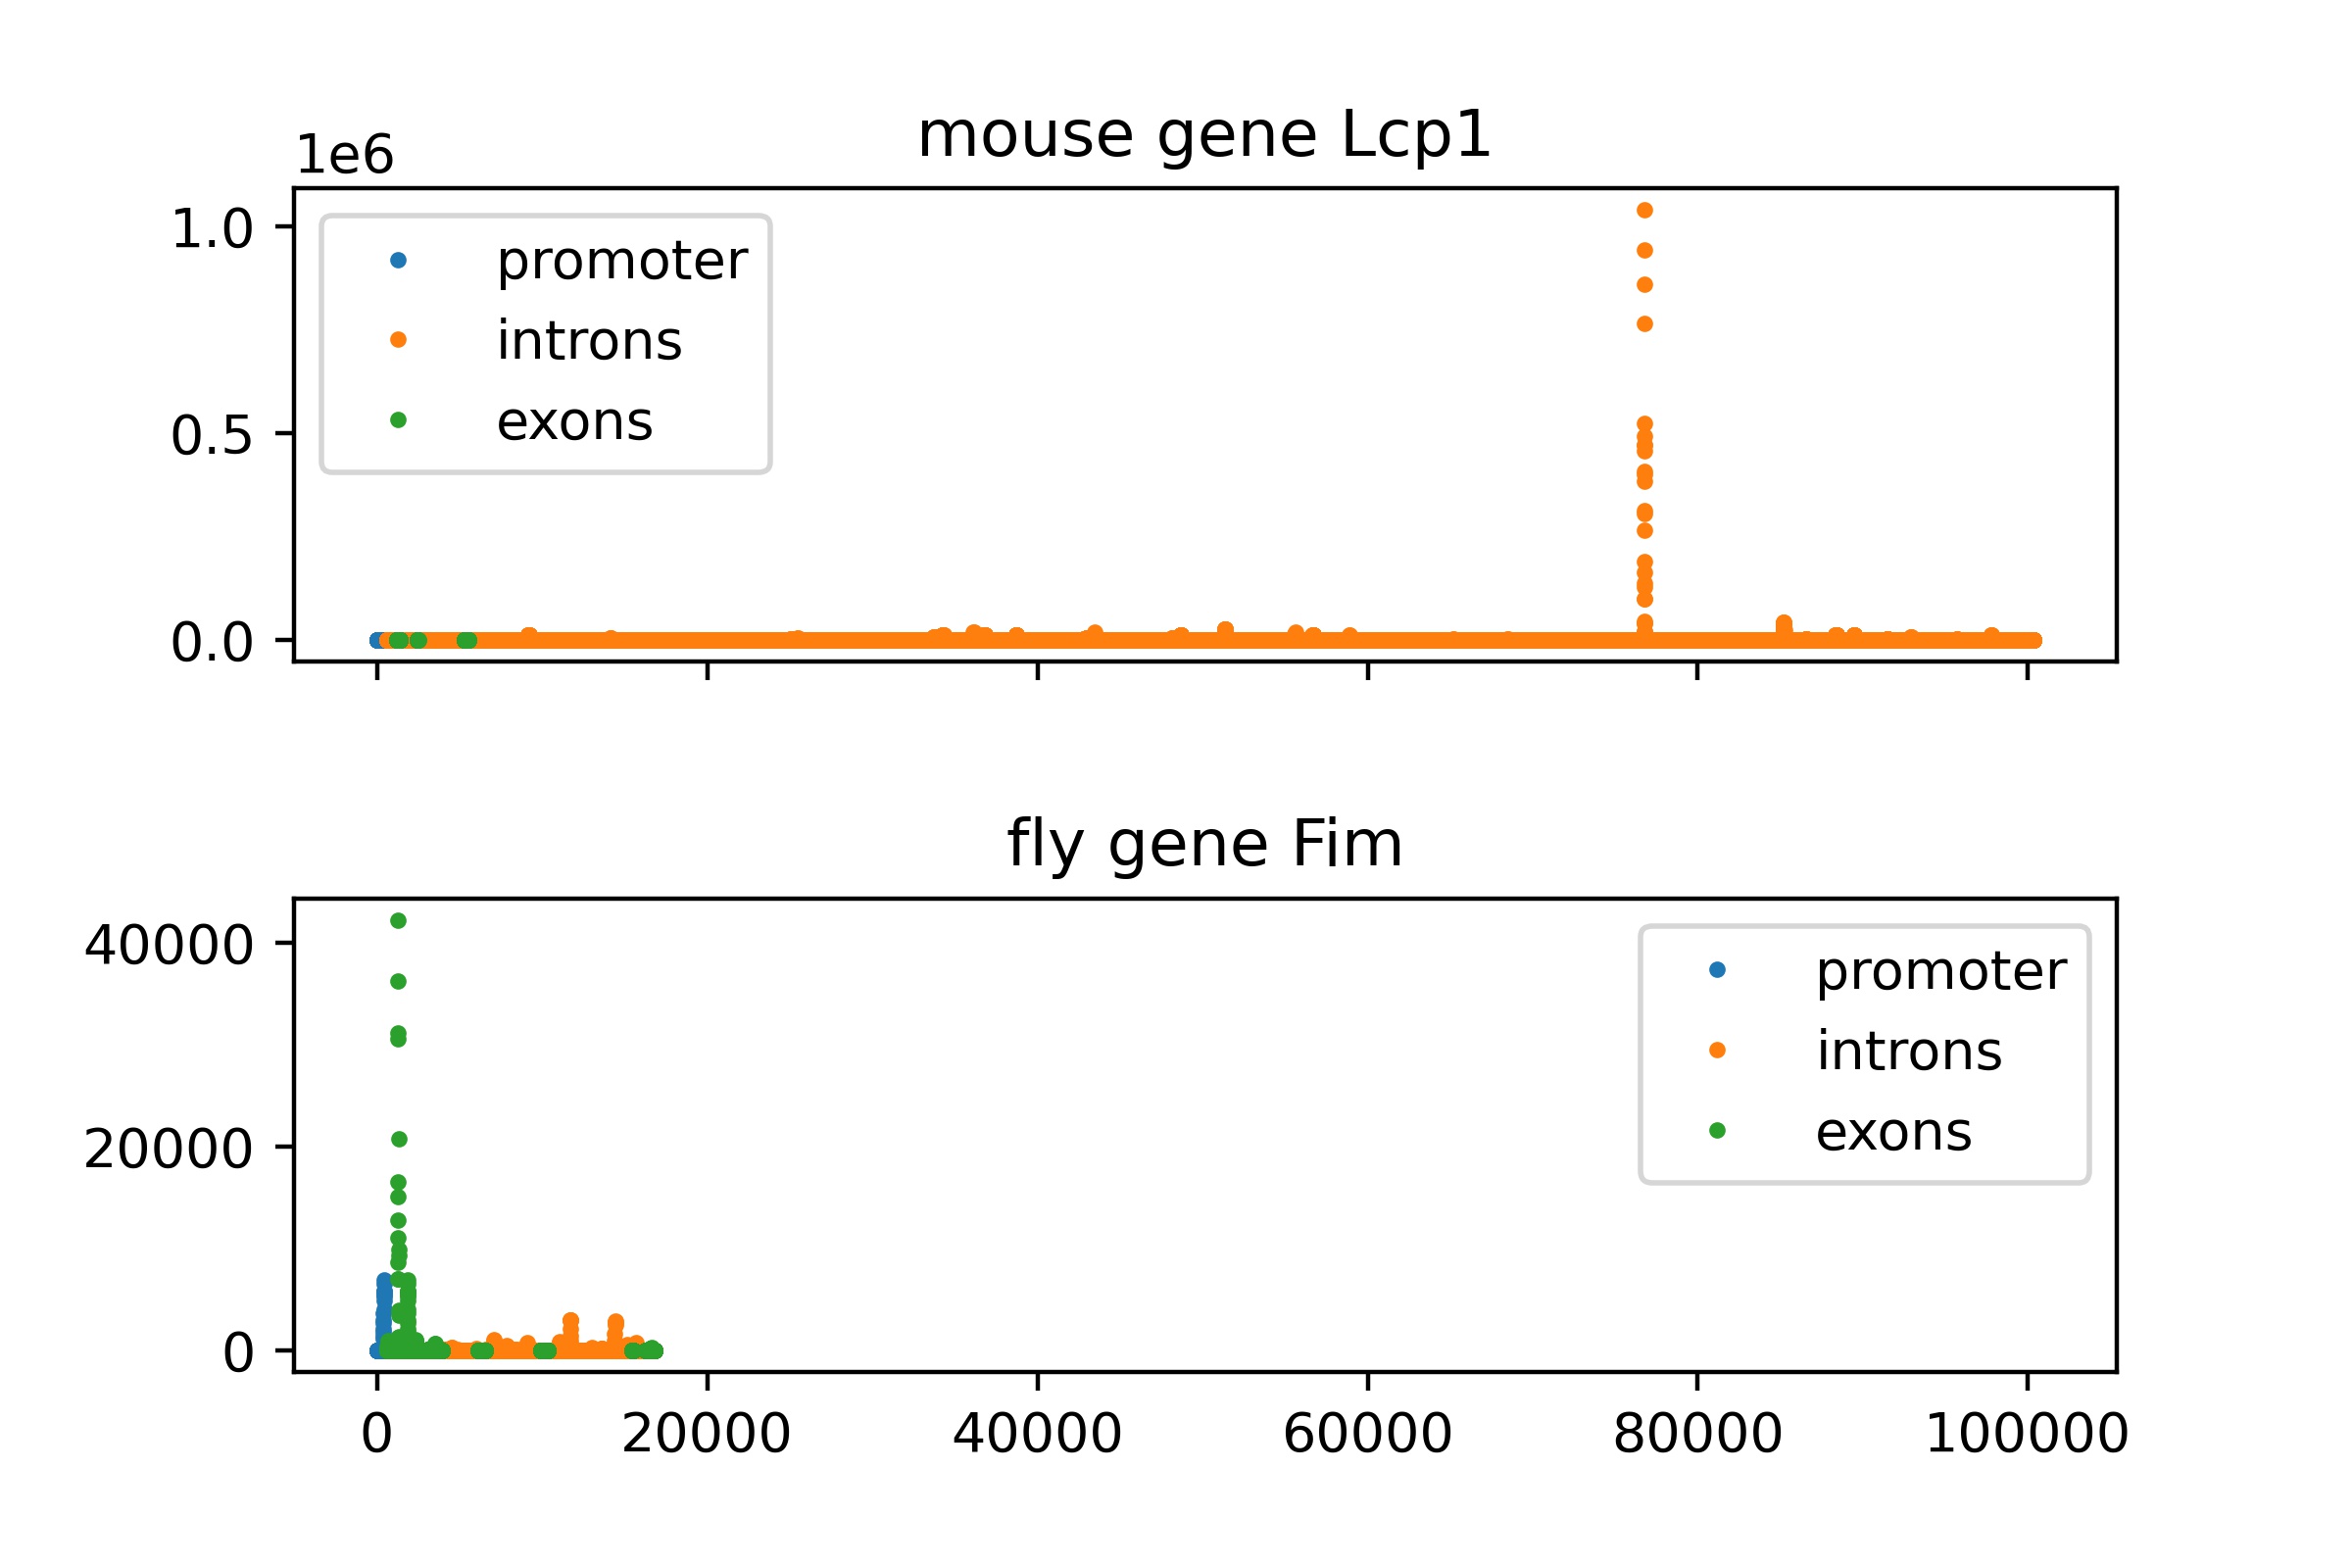 mouse gene Lcp1
1e6
1.0
0.5
0.0
promoter
introns
exons
fly gene Fim
40000
20000
0
promoter
introns
exons
0 20000 40000 60000 80000 100000